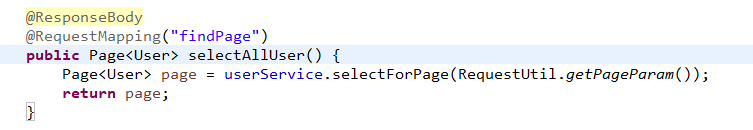 @ResponseBody
@RequestMapping("findPage")
public Page<User> selectAllUser() {
    Page<User> page = userService.selectForPage(RequestUtil.getPageParam());
    return page;
}